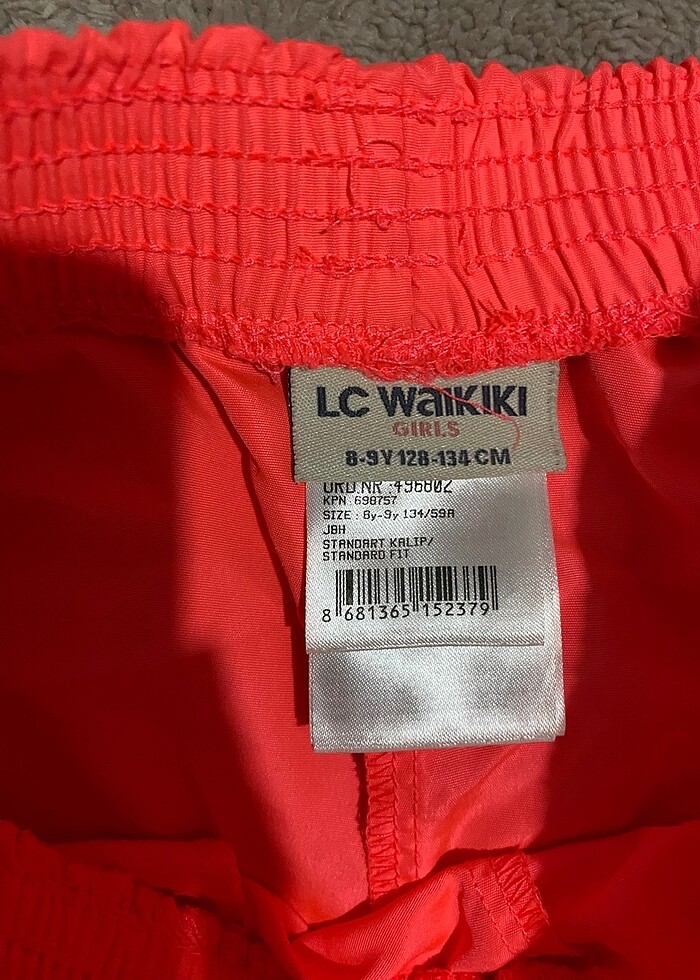 LC WaiKIKI
GIRLS
8-9Y 128-134 CM
ORD.NR :496802
KPN 698757
SIZE : 8y-9y 134/59A
JBH
STANDART KALIP/
STANDARD FIT
8 681365 152379